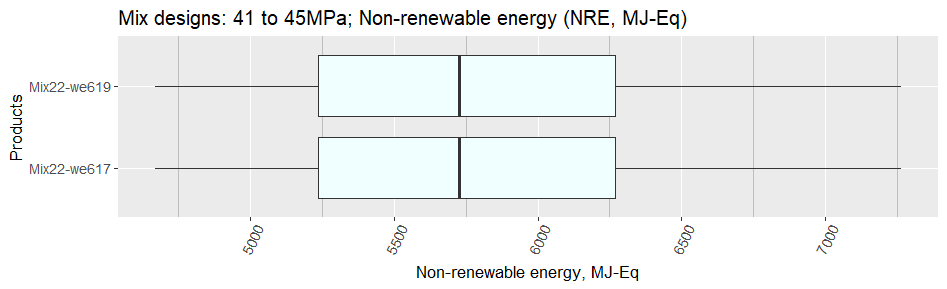 Mix designs: 41 to 45MPa; Non-renewable energy (NRE, MJ-Eq)
Products
Mix22-we619
Mix22-we617
5000
5500
6000
6500
7000
Non-renewable energy, MJ-Eq